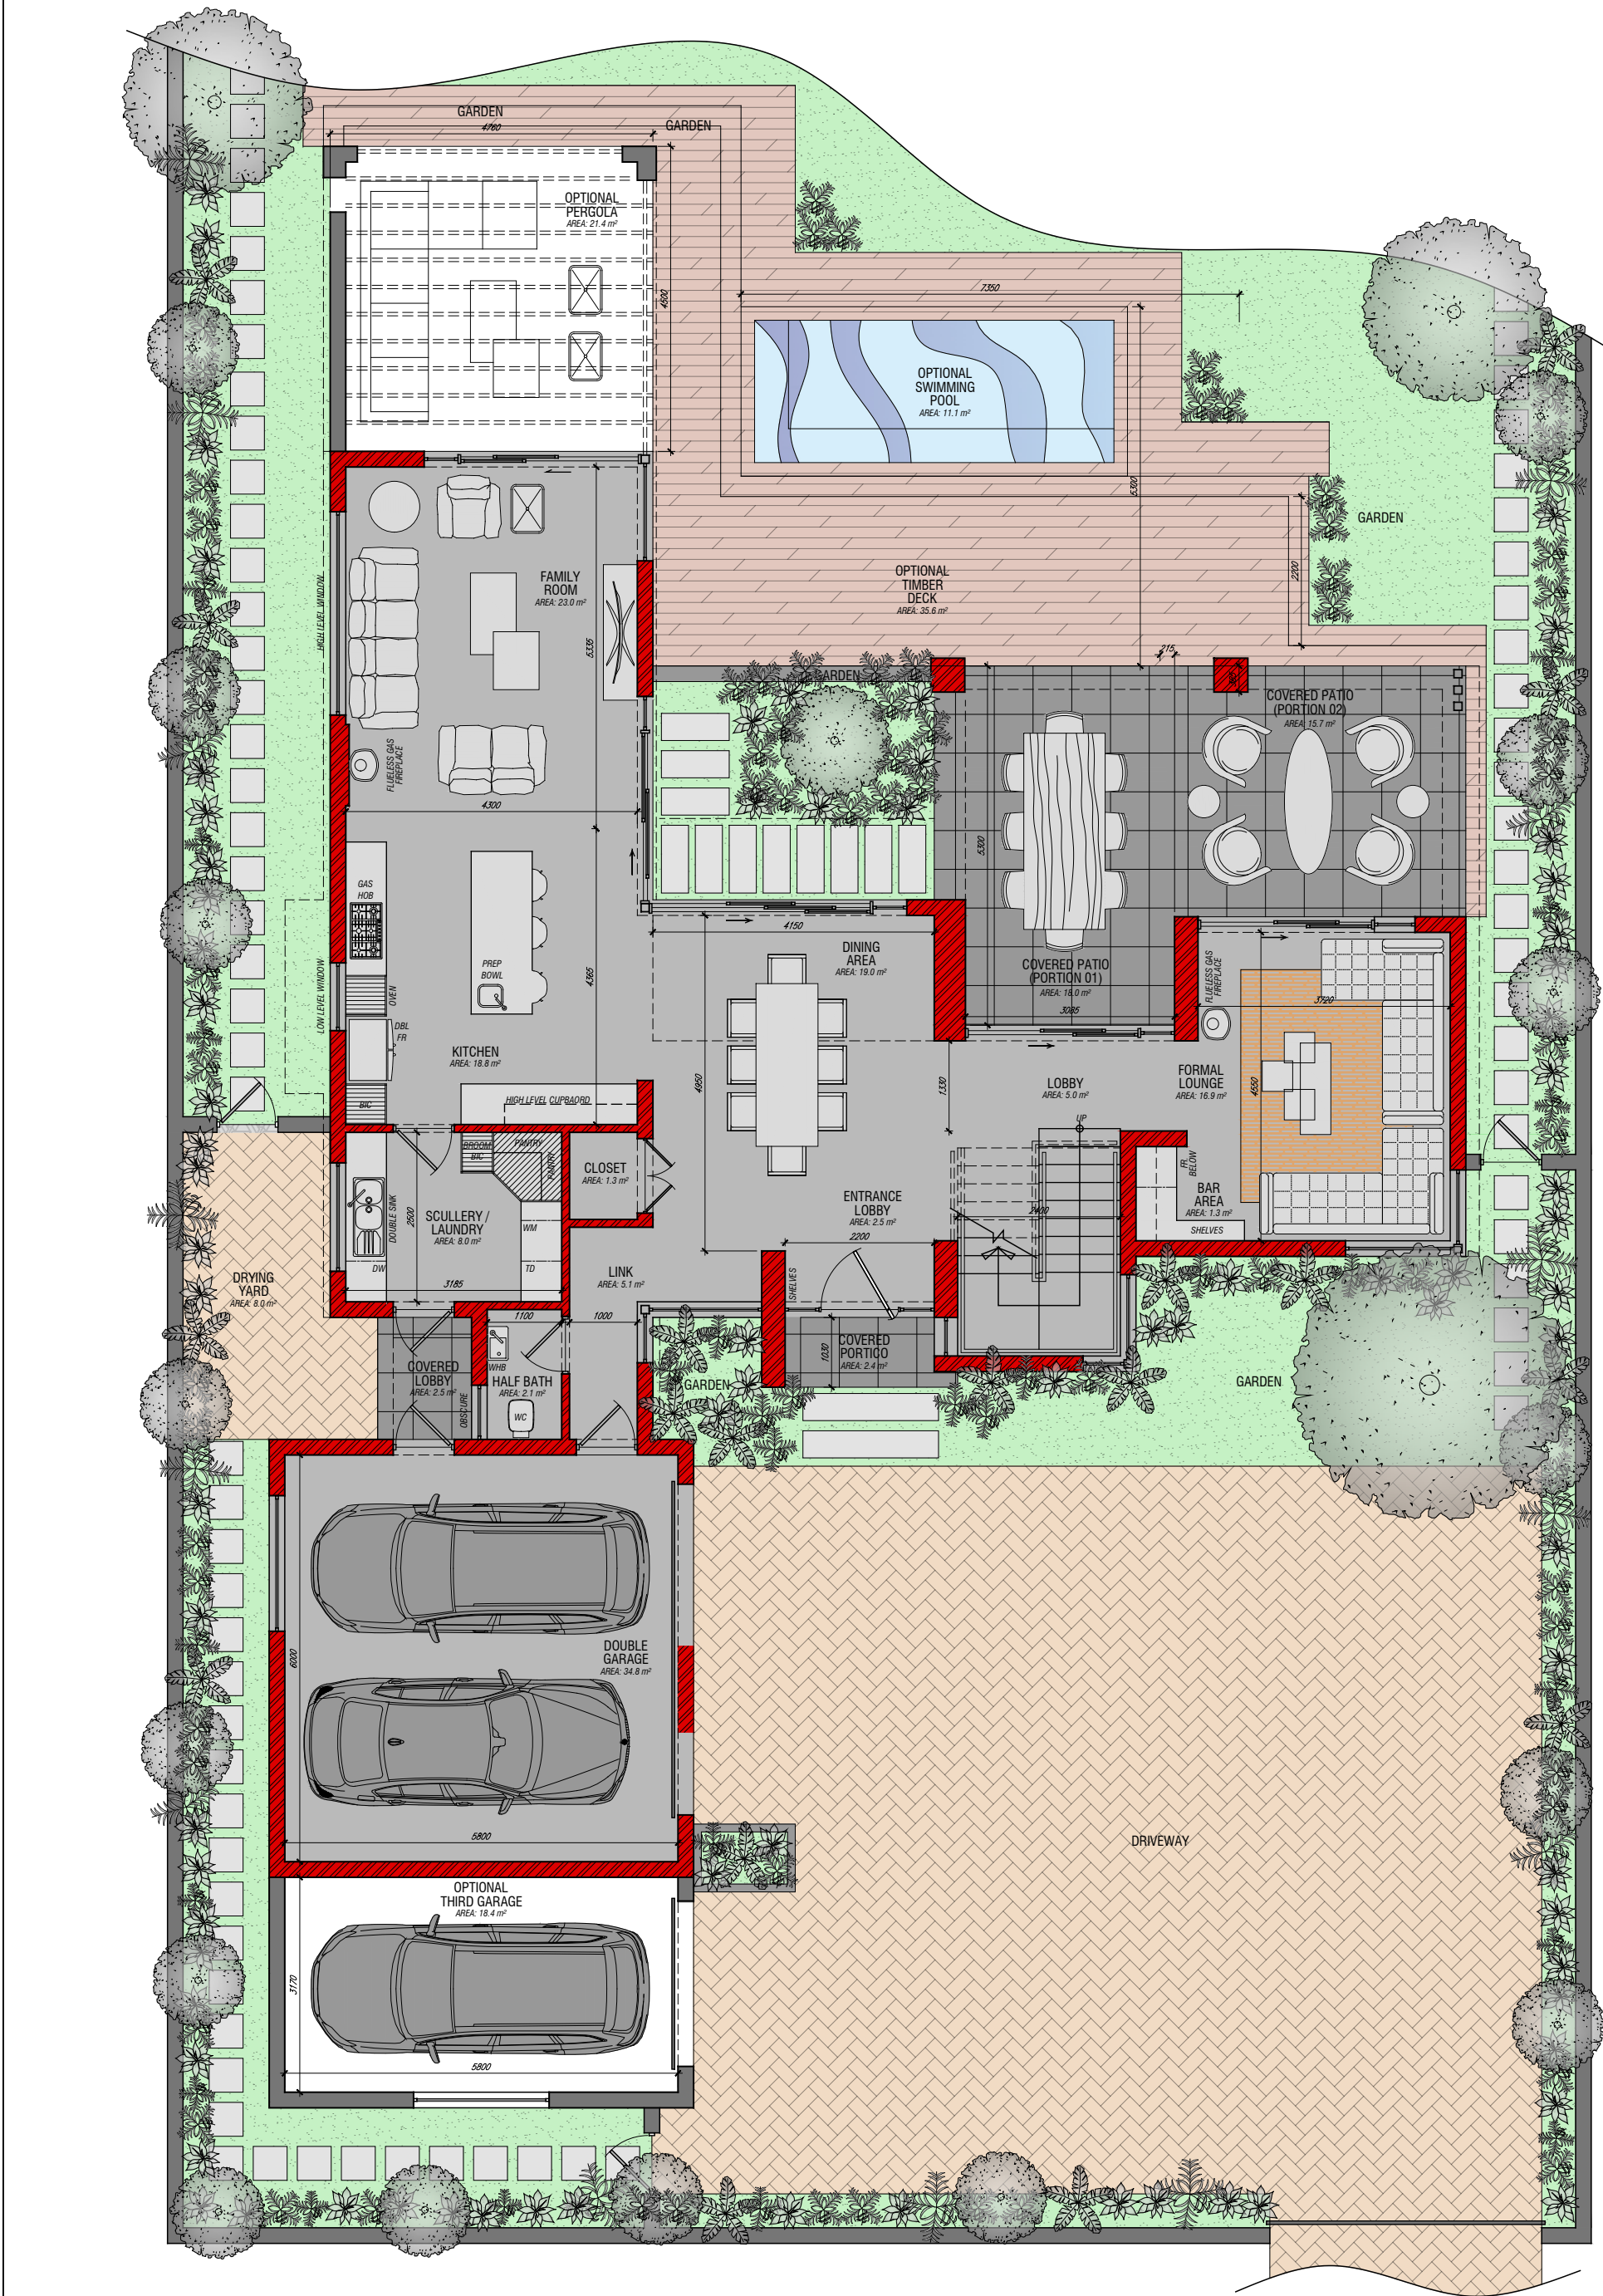 GARDEN
4760
GARDEN
OPTIONAL
PERGOLA
AREA: 21.4 m²
4500
7350
OPTIONAL
SWIMMING
POOL
AREA: 11.1 m²
5300
GARDEN
HIGH LEVEL WINDOW
FAMILY
ROOM
AREA: 23.0 m²
OPTIONAL
TIMBER
DECK
AREA: 35.6 m²
2200
5335
215
GARDEN
COVERED PATIO
(PORTION 02)
AREA: 15.7 m²
FLUELESS GAS
FIREPLACE
4300
5300
GAS
HOB
4150
DINING
AREA
AREA: 19.0 m²
PREP
BOWL
4365
COVERED PATIO
(PORTION 01)
AREA: 18.0 m²
3085
FLUELESS GAS
FIREPLACE
3720
LOW LEVEL WINDOW
OVEN
DBL
FR
KITCHEN
AREA: 18.8 m²
4950
1330
LOBBY
AREA: 5.0 m²
FORMAL
LOUNGE
AREA: 16.9 m²
4550
BIC
HIGH LEVEL CUPBAORD
UP
BROOM
BIC
PANTRY
PANTRY
CLOSET
AREA: 1.3 m²
FR.
BELOW
BAR
AREA
AREA: 1.3 m²
SHELVES
DOUBLE SINK
2500
SCULLERY /
LAUNDRY
AREA: 8.0 m²
WM
ENTRANCE
LOBBY
AREA: 2.5 m²
2400
2200
DW
TD
3185
LINK
AREA: 5.1 m²
SHELVES
DRYING
YARD
AREA: 8.0 m²
1100
1000
1030
COVERED
PORTICO
AREA: 2.4 m²
WHB
COVERED
LOBBY
AREA: 2.5 m²
HALF BATH
AREA: 2.1 m²
OBSCURE
WC
GARDEN
GARDEN
6000
DOUBLE
GARAGE
AREA: 34.8 m²
5800
DRIVEWAY
OPTIONAL
THIRD GARAGE
AREA: 18.4 m²
3170
5800